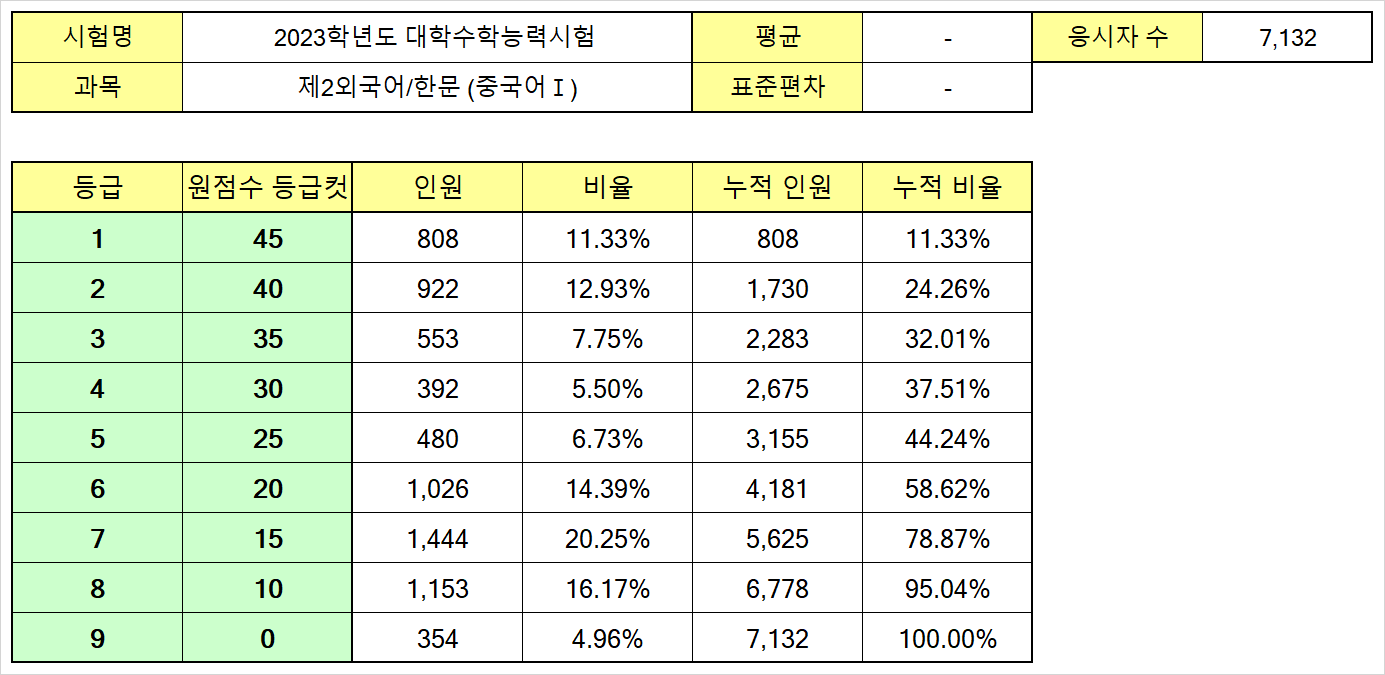 시험명 2023학년도 대학수학능력시험 평균 - 응시자 수 7,132
과목 제2외국어/한문 (중국어Ⅰ) 표준편차 -
등급 원점수 등급컷 인원 비율 누적 인원 누적 비율
1 45 808 11.33% 808 11.33%
2 40 922 12.93% 1,730 24.26%
3 35 553 7.75% 2,283 32.01%
4 30 392 5.50% 2,675 37.51%
5 25 480 6.73% 3,155 44.24%
6 20 1,026 14.39% 4,181 58.62%
7 15 1,444 20.25% 5,625 78.87%
8 10 1,153 16.17% 6,778 95.04%
9 0 354 4.96% 7,132 100.00%